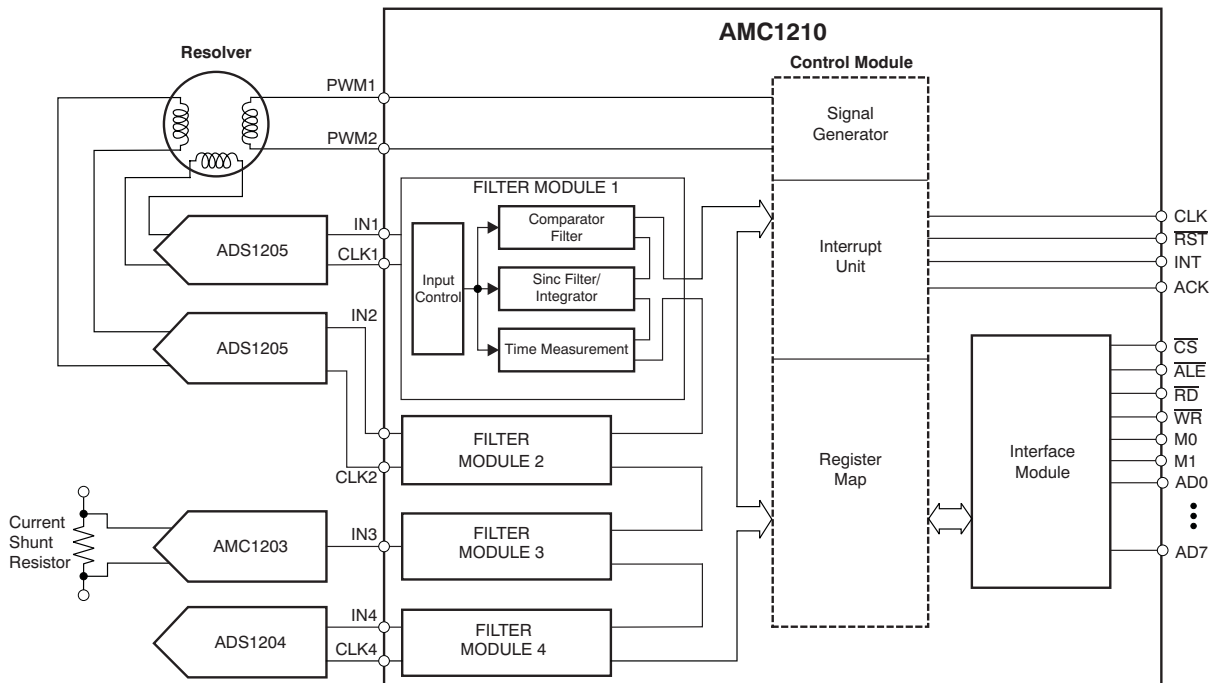 AMC1210
Resolver
Control Module
PWM1
PWM2
Signal
Generator
FILTER MODULE 1
IN1
CLK1
ADS1205
Input
Control
Comparator
Filter
Sinc Filter/
Integrator
Time Measurement
Interrupt
Unit
CLK
RST
INT
ACK
IN2
ADS1205
CLK2
FILTER
MODULE 2
Register
Map
Interface
Module
CS
ALE
RD
WR
M0
M1
AD0
AD7
Current
Shunt
Resistor
AMC1203
IN3
FILTER
MODULE 3
ADS1204
IN4
CLK4
FILTER
MODULE 4